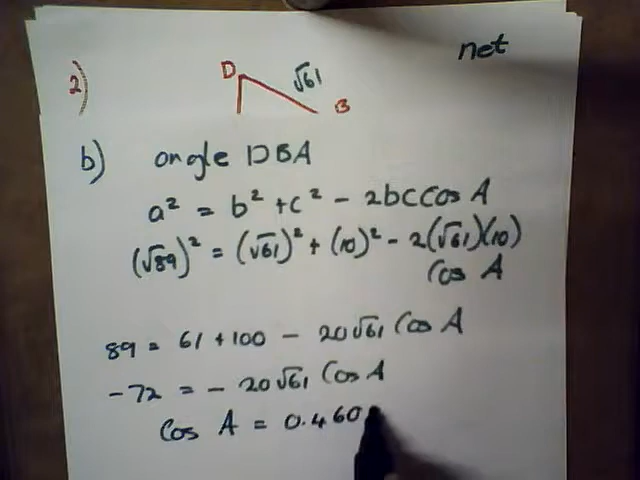 net
2)
D √61 B
b) angle DBA
a² = b² + c² - 2bc Cos A
(√89)² = (√61)² + (10)² - 2(√61)(10)
Cos A
89 = 61 + 100 - 20√61 Cos A
-72 = - 20√61 Cos A
Cos A = 0.460